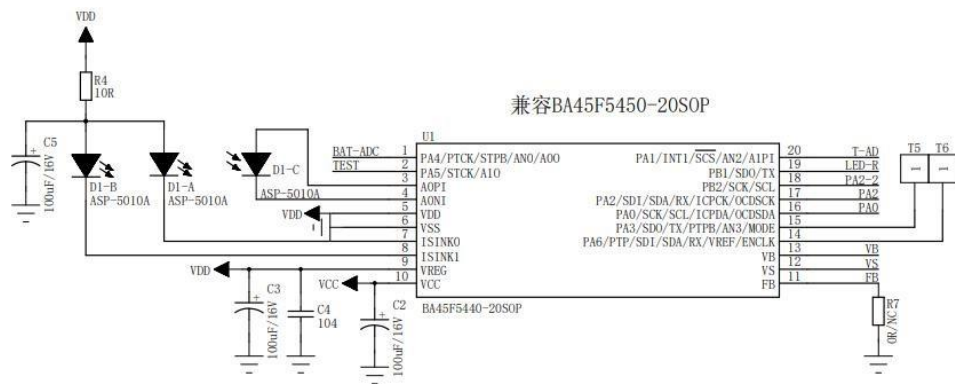 VDD
R4
10R
兼容BA45F5450-20SOP
C5
100uF/16V
D1-B
ASP-5010A
D1-A
ASP-5010A
D1-C
ASP-5010A
U1
BAT-ADC 1 PA4/PTCK/STPB/AN0/A0O
TEST 2 PA5/STCK/A1O
3 AOPI
4 AONI
VDD 5 VDD
6 VSS
7 ISINK0
8 ISINK1
VDD 9 VREG
VCC 10 VCC
PA1/INT1/SCS/AN2/A1PI 20 T-AD
PB1/SDO/TX 19 LED-R
PB2/SCK/SCL 18 PA2-2
PA2/SDI/SDA/RX/ICPCK/OCDSCK 17 PA2
PA0/SCK/SCL/ICPDA/OCDSDA 16 PA0
PA3/SDO/TX/PTPB/AN3/MODE 15
PA6/PTP/SDI/SDA/RX/VREF/ENCLK 14
VB 13 VB
VS 12 VS
FB 11 FB
BA45F5440-20SOP
T5
1
T6
1
C3
100uF/16V
C4
104
C2
100uF/16V
R7
0R/NC